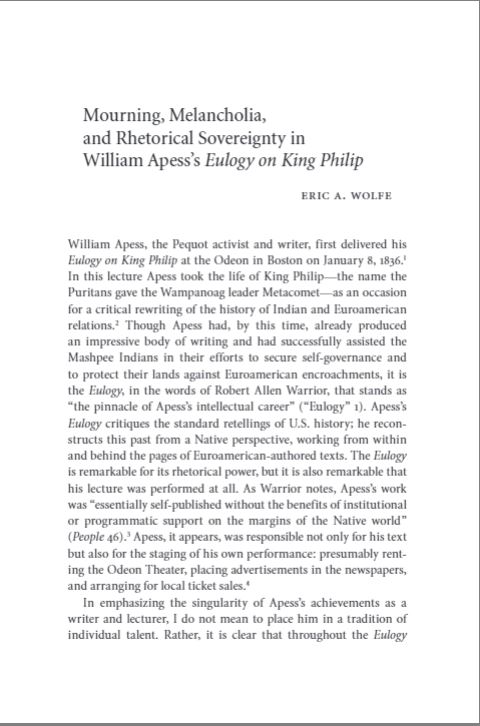 Mourning, Melancholia,
and Rhetorical Sovereignty in
William Apess's Eulogy on King Philip
ERIC A. WOLFE
William Apess, the Pequot activist and writer, first delivered his
Eulogy on King Philip at the Odeon in Boston on January 8, 1836.¹
In this lecture Apess took the life of King Philip—the name the
Puritans gave the Wampanoag leader Metacomet—as an occasion
for a critical rewriting of the history of Indian and Euroamerican
relations.² Though Apess had, by this time, already produced
an impressive body of writing and had successfully assisted the
Mashpee Indians in their efforts to secure self-governance and
to protect their lands against Euroamerican encroachments, it is
the Eulogy, in the words of Robert Allen Warrior, that stands as
“the pinnacle of Apess's intellectual career” (“Eulogy” 1). Apess's
Eulogy critiques the standard retellings of U.S. history; he recon-
structs this past from a Native perspective, working from within
and behind the pages of Euroamerican-authored texts. The Eulogy
is remarkable for its rhetorical power, but it is also remarkable that
his lecture was performed at all. As Warrior notes, Apess's work
was “essentially self-published without the benefits of institutional
or programmatic support on the margins of the Native world”
(People 46).³ Apess, it appears, was responsible not only for his text
but also for the staging of his own performance: presumably rent-
ing the Odeon Theater, placing advertisements in the newspapers,
and arranging for local ticket sales.⁴
In emphasizing the singularity of Apess's achievements as a
writer and lecturer, I do not mean to place him in a tradition of
individual talent. Rather, it is clear that throughout the Eulogy